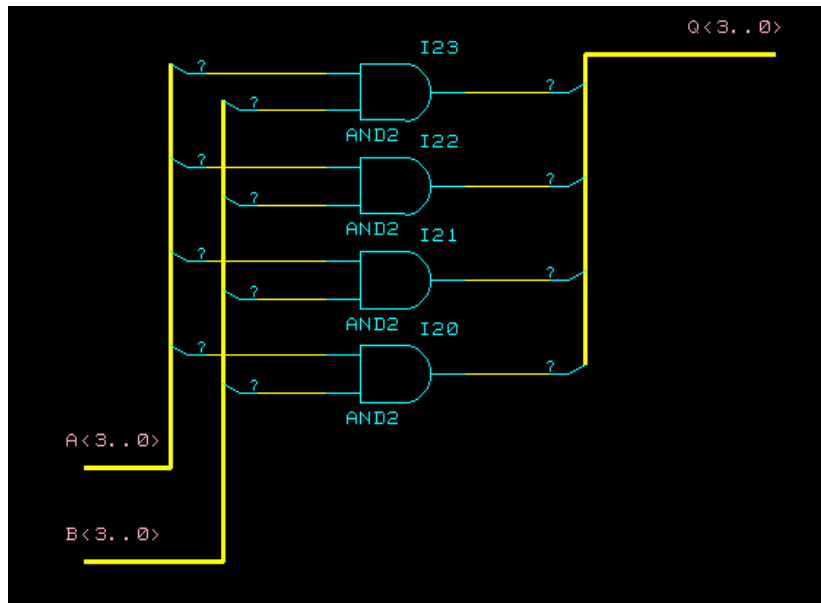 Q<3..0>
I23
?
?
?
AND2
I22
?
?
?
AND2
I21
?
?
?
AND2
I20
?
?
?
AND2
A<3..0>
B<3..0>